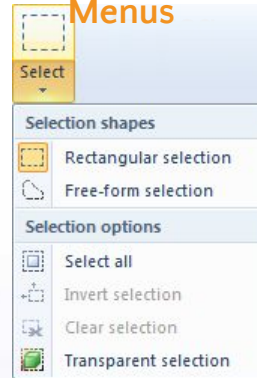 Menus
Select
Selection shapes
Rectangular selection
Free-form selection
Selection options
Select all
Invert selection
Clear selection
Transparent selection